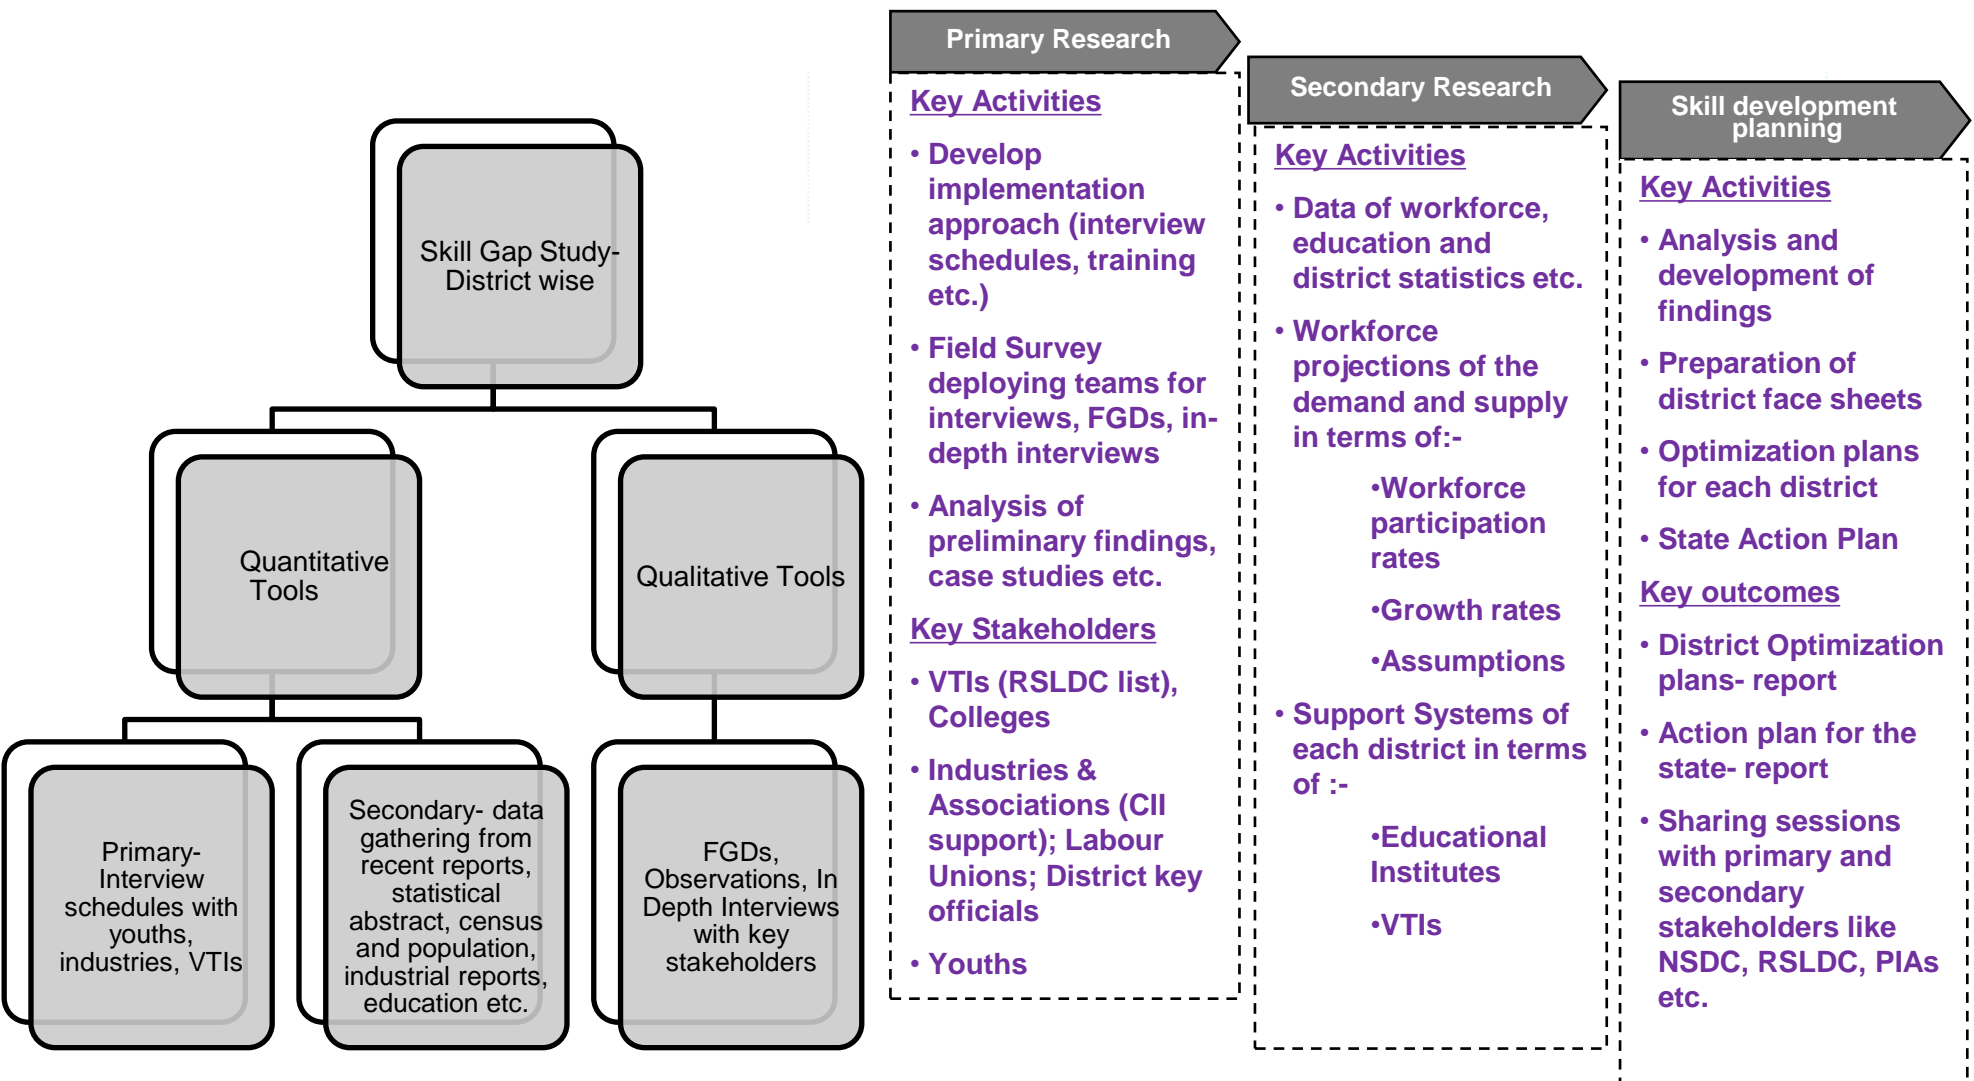 Skill Gap Study-
District wise
Quantitative
Tools
Qualitative Tools
Primary-
Interview
schedules with
youths,
industries, VTIs
Secondary- data
gathering from
recent reports,
statistical
abstract, census
and population,
industrial reports,
education etc.
FGDs,
Observations, In
Depth Interviews
with key
stakeholders
Primary Research
Key Activities
• Develop
implementation
approach (interview
schedules, training
etc.)
• Field Survey
deploying teams for
interviews, FGDs, in-
depth interviews
• Analysis of
preliminary findings,
case studies etc.
Key Stakeholders
• VTIs (RSLDC list),
Colleges
• Industries &
Associations (CII
support); Labour
Unions; District key
officials
• Youths
Secondary Research
Key Activities
• Data of workforce,
education and
district statistics etc.
• Workforce
projections of the
demand and supply
in terms of:-
•Workforce
participation
rates
•Growth rates
•Assumptions
• Support Systems of
each district in terms
of :-
•Educational
Institutes
•VTIs
Skill development
planning
Key Activities
• Analysis and
development of
findings
• Preparation of
district face sheets
• Optimization plans
for each district
• State Action Plan
Key outcomes
• District Optimization
plans- report
• Action plan for the
state- report
• Sharing sessions
with primary and
secondary
stakeholders like
NSDC, RSLDC, PIAs
etc.